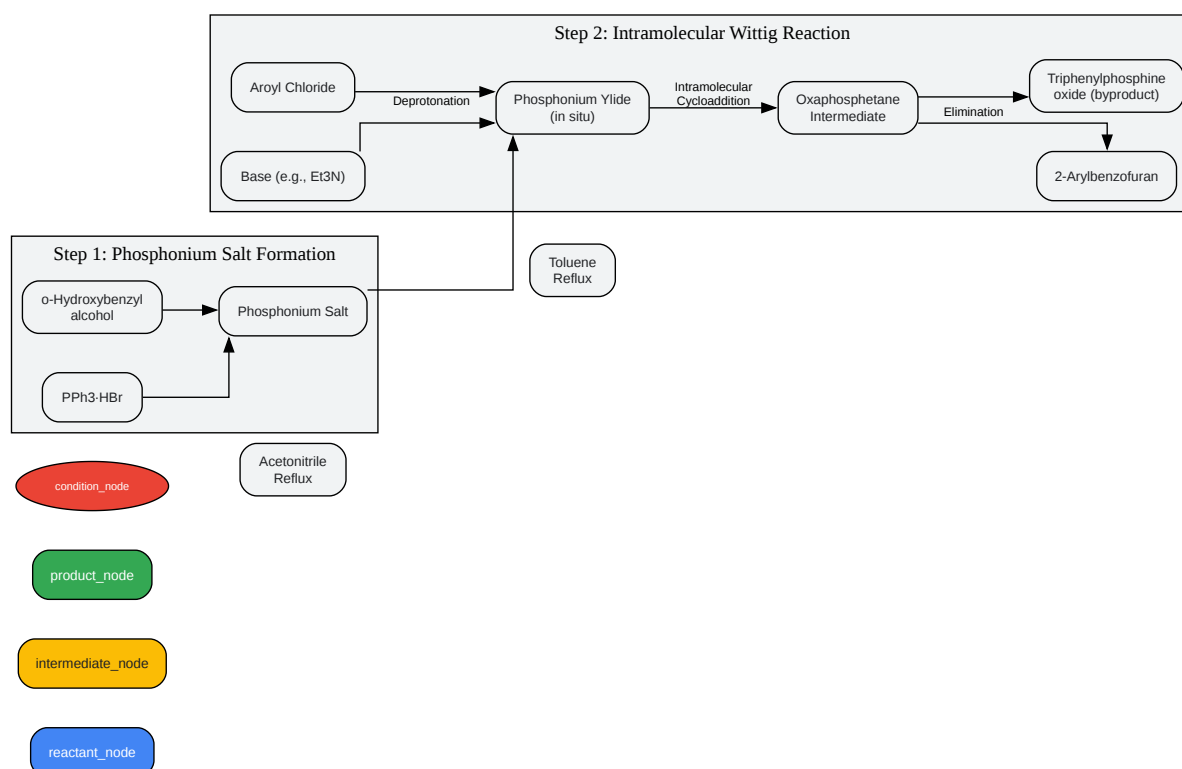 Step 2: Intramolecular Wittig Reaction
Aroyl Chloride
Deprotonation
Base (e.g., Et3N)
Phosphonium Ylide
(in situ)
Intramolecular
Cycloaddition
Oxaphosphetane
Intermediate
Elimination
Triphenylphosphine
oxide (byproduct)
2-Arylbenzofuran
Step 1: Phosphonium Salt Formation
o-Hydroxybenzyl
alcohol
Phosphonium Salt
PPh3·HBr
Toluene
Reflux
Acetonitrile
Reflux
condition_node
product_node
intermediate_node
reactant_node